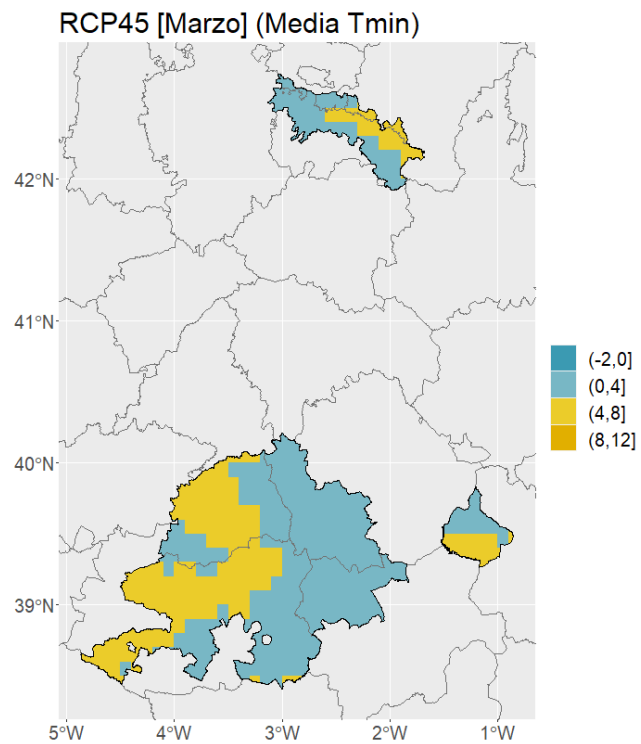 RCP45 [Marzo] (Media Tmin)
42°N
41°N
40°N
39°N
5°W 4°W 3°W 2°W 1°W
(-2,0]
(0,4]
(4,8]
(8,12]